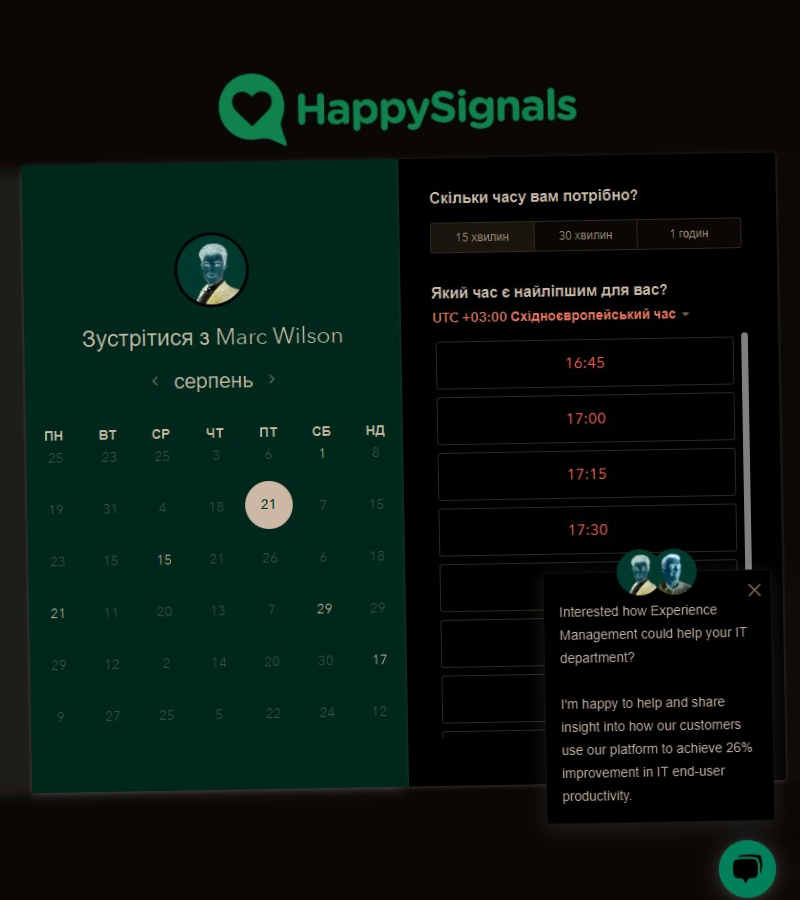 HappySignals
Зустрітися з Marc Wilson
серпень
ПН ВТ СР ЧТ ПТ СБ НД
25 23 25 3 6 1 8
19 31 4 18 21 7 15
23 15 15 21 26 6 18
21 11 20 13 7 29 29
29 12 2 14 20 30 17
9 27 25 5 22 24 12
Скільки часу вам потрібно?
15 хвилин 30 хвилин 1 годин
Який час є найліпшим для вас?
UTC +03:00 Східноєвропейський час
16:45
17:00
17:15
17:30
Interested how Experience
Management could help your IT
department?
I'm happy to help and share
insight into how our customers
use our platform to achieve 26%
improvement in IT end-user
productivity.